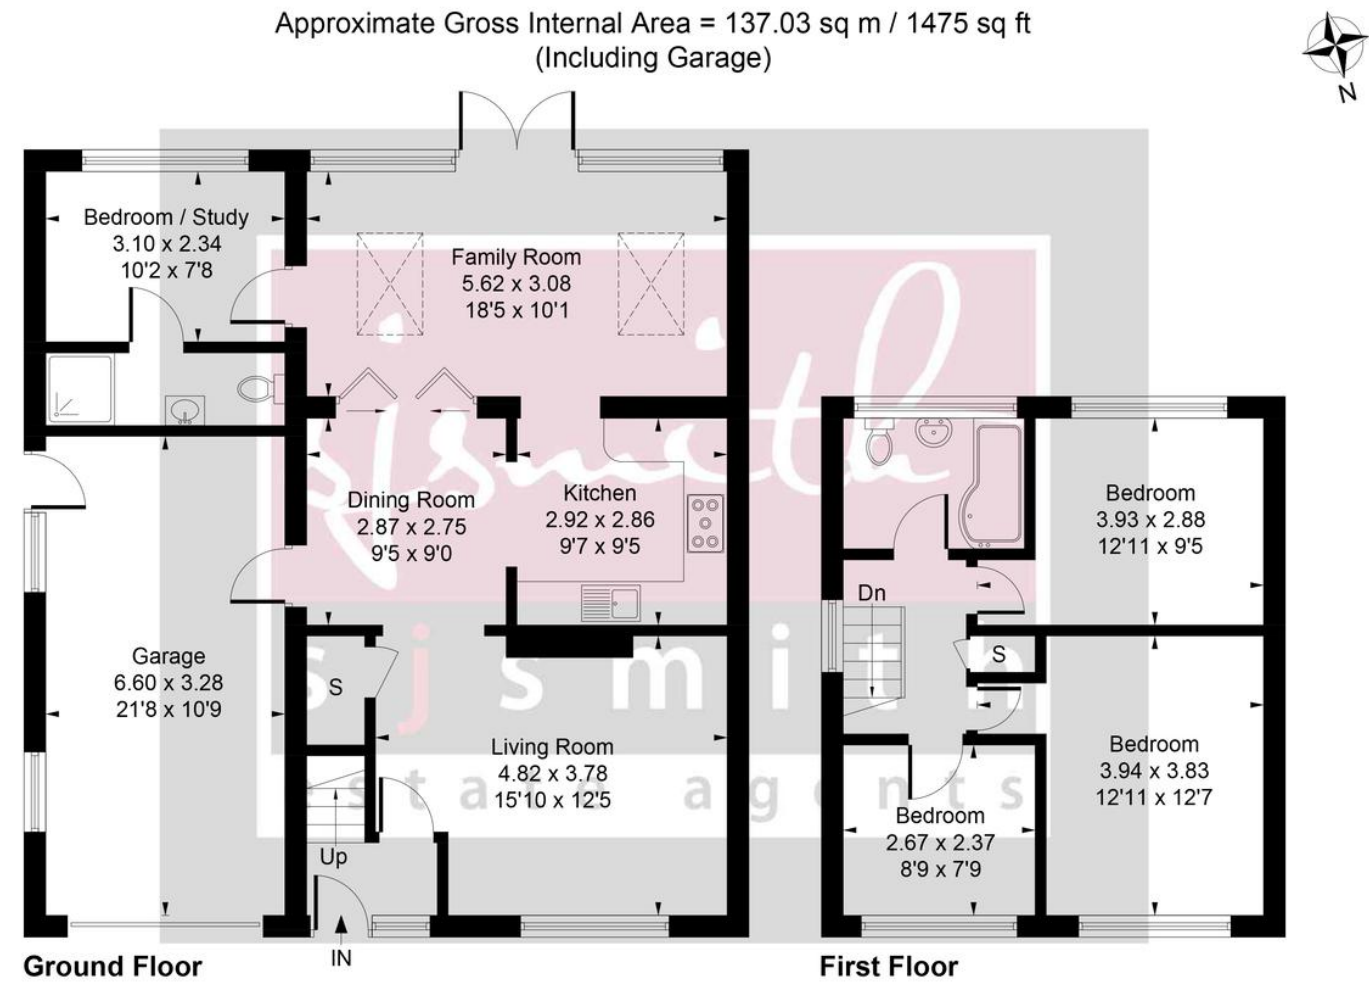 Approximate Gross Internal Area = 137.03 sq m / 1475 sq ft
(Including Garage)
N
Bedroom / Study
3.10 x 2.34
10'2 x 7'8
Family Room
5.62 x 3.08
18'5 x 10'1
Dining Room
2.87 x 2.75
9'5 x 9'0
Kitchen
2.92 x 2.86
9'7 x 9'5
Garage
6.60 x 3.28
21'8 x 10'9
S
Living Room
4.82 x 3.78
15'10 x 12'5
Up
IN
Ground Floor
Bedroom
3.93 x 2.88
12'11 x 9'5
Dn
S
Bedroom
3.94 x 3.83
12'11 x 12'7
Bedroom
2.67 x 2.37
8'9 x 7'9
First Floor
sjsmith
sjsmith
estate agents